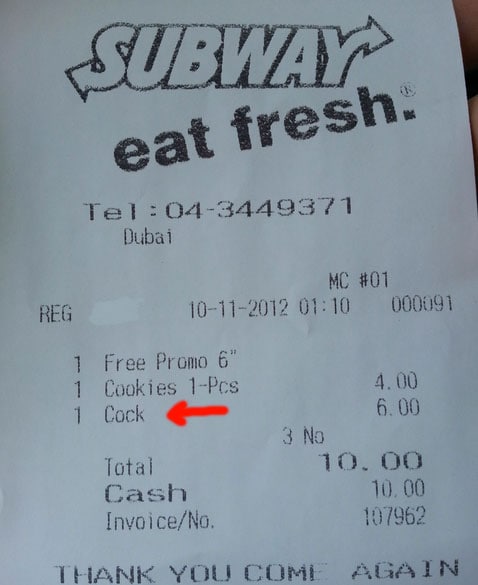 SUBWAY®
eat fresh.
Tel:04-3449371
Dubai
MC #01
REG 10-11-2012 01:10 000091
1 Free Promo 6"
1 Cookies 1-Pcs 4.00
1 Cock 6.00
3 No
Total 10.00
Cash 10.00
Invoice/No. 107962
THANK YOU COME AGAIN